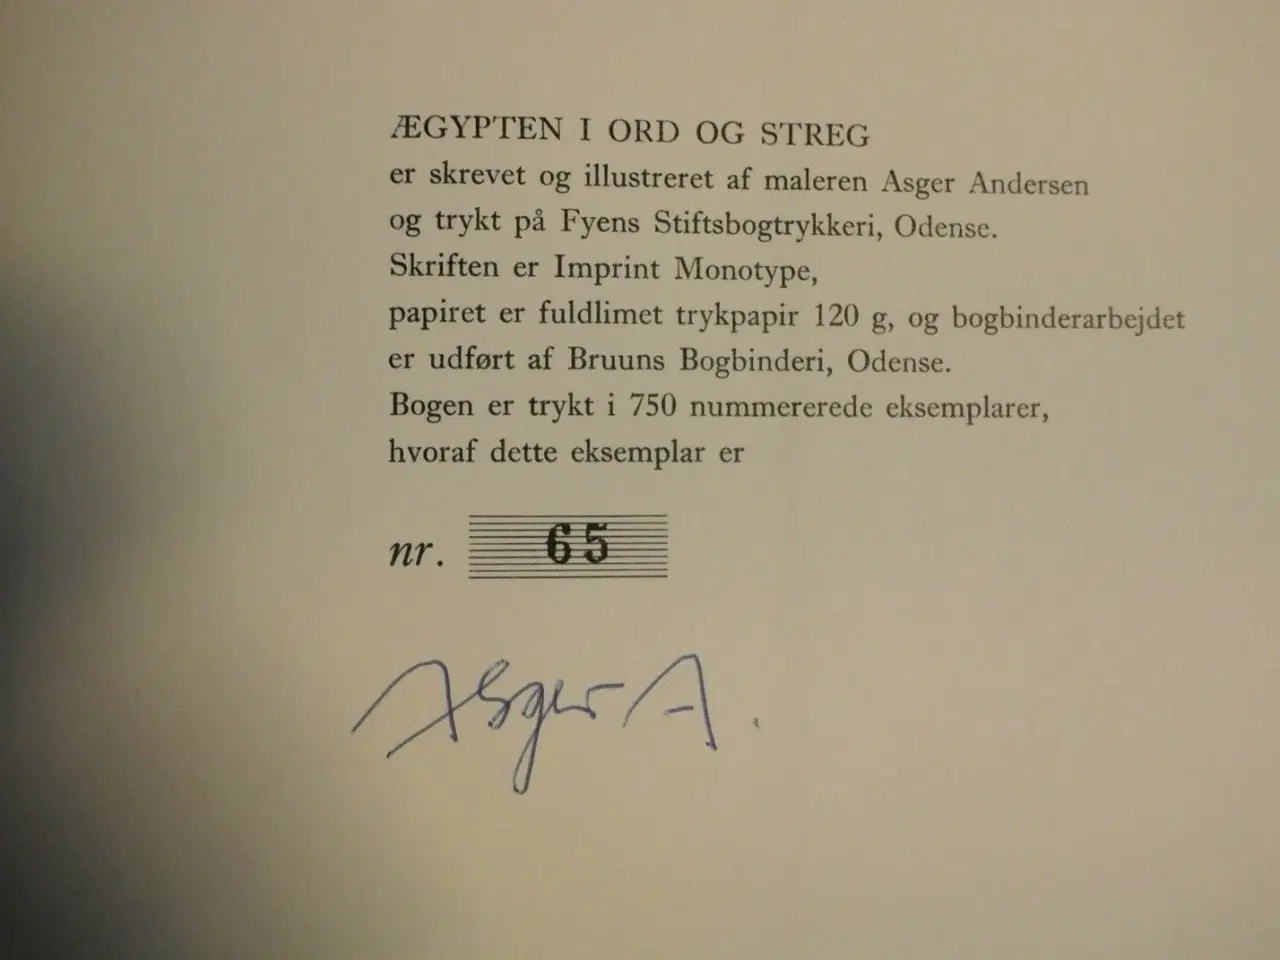 ÆGYPTEN I ORD OG STREG
er skrevet og illustreret af maleren Asger Andersen
og trykt på Fyens Stiftsbogtrykkeri, Odense.
Skriften er Imprint Monotype,
papiret er fuldlimet trykpapir 120 g, og bogbinderarbejdet
er udført af Bruuns Bogbinderi, Odense.
Bogen er trykt i 750 nummererede eksemplarer,
hvoraf dette eksemplar er
nr. 65
Asger A.